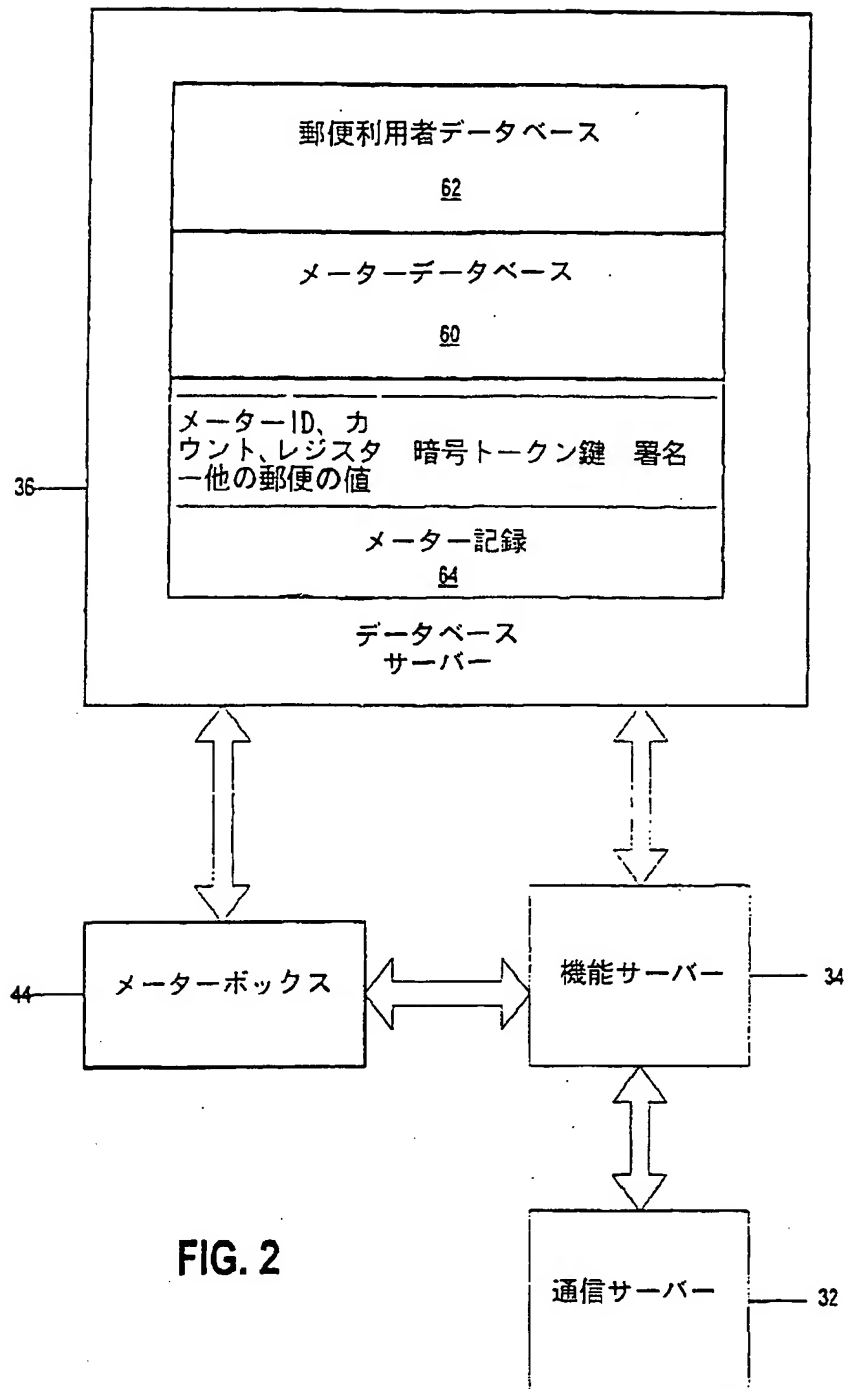 郵便利用者データベース
62
メーターデータベース
60
メーターID、カ
ウント、レジスタ 暗号トークン鍵 署名
ー他の郵便の値
36
メーター記録
64
データベース
サーバー
メーターボックス
44
機能サーバー
34
FIG. 2
通信サーバー
32